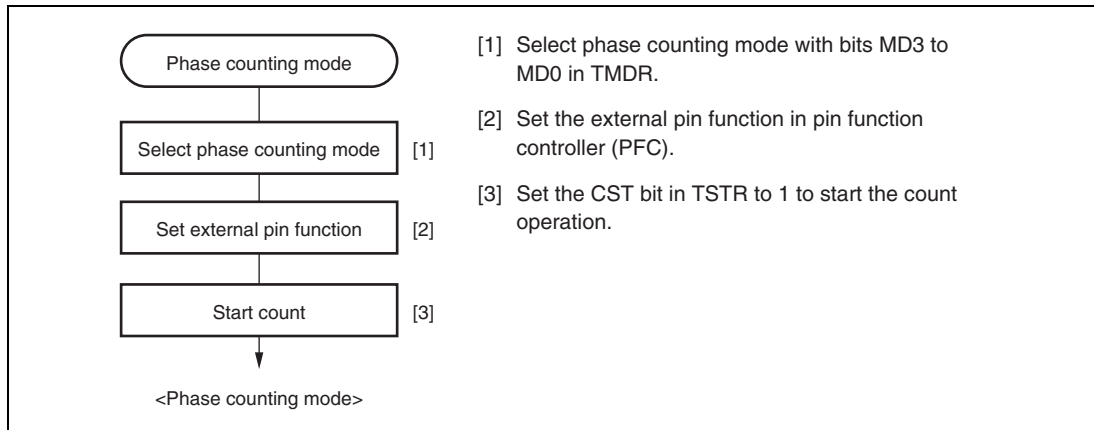 Phase counting mode
Select phase counting mode [1]
Set external pin function [2]
Start count [3]
<Phase counting mode>
[1] Select phase counting mode with bits MD3 to
MD0 in TMDR.
[2] Set the external pin function in pin function
controller (PFC).
[3] Set the CST bit in TSTR to 1 to start the count
operation.